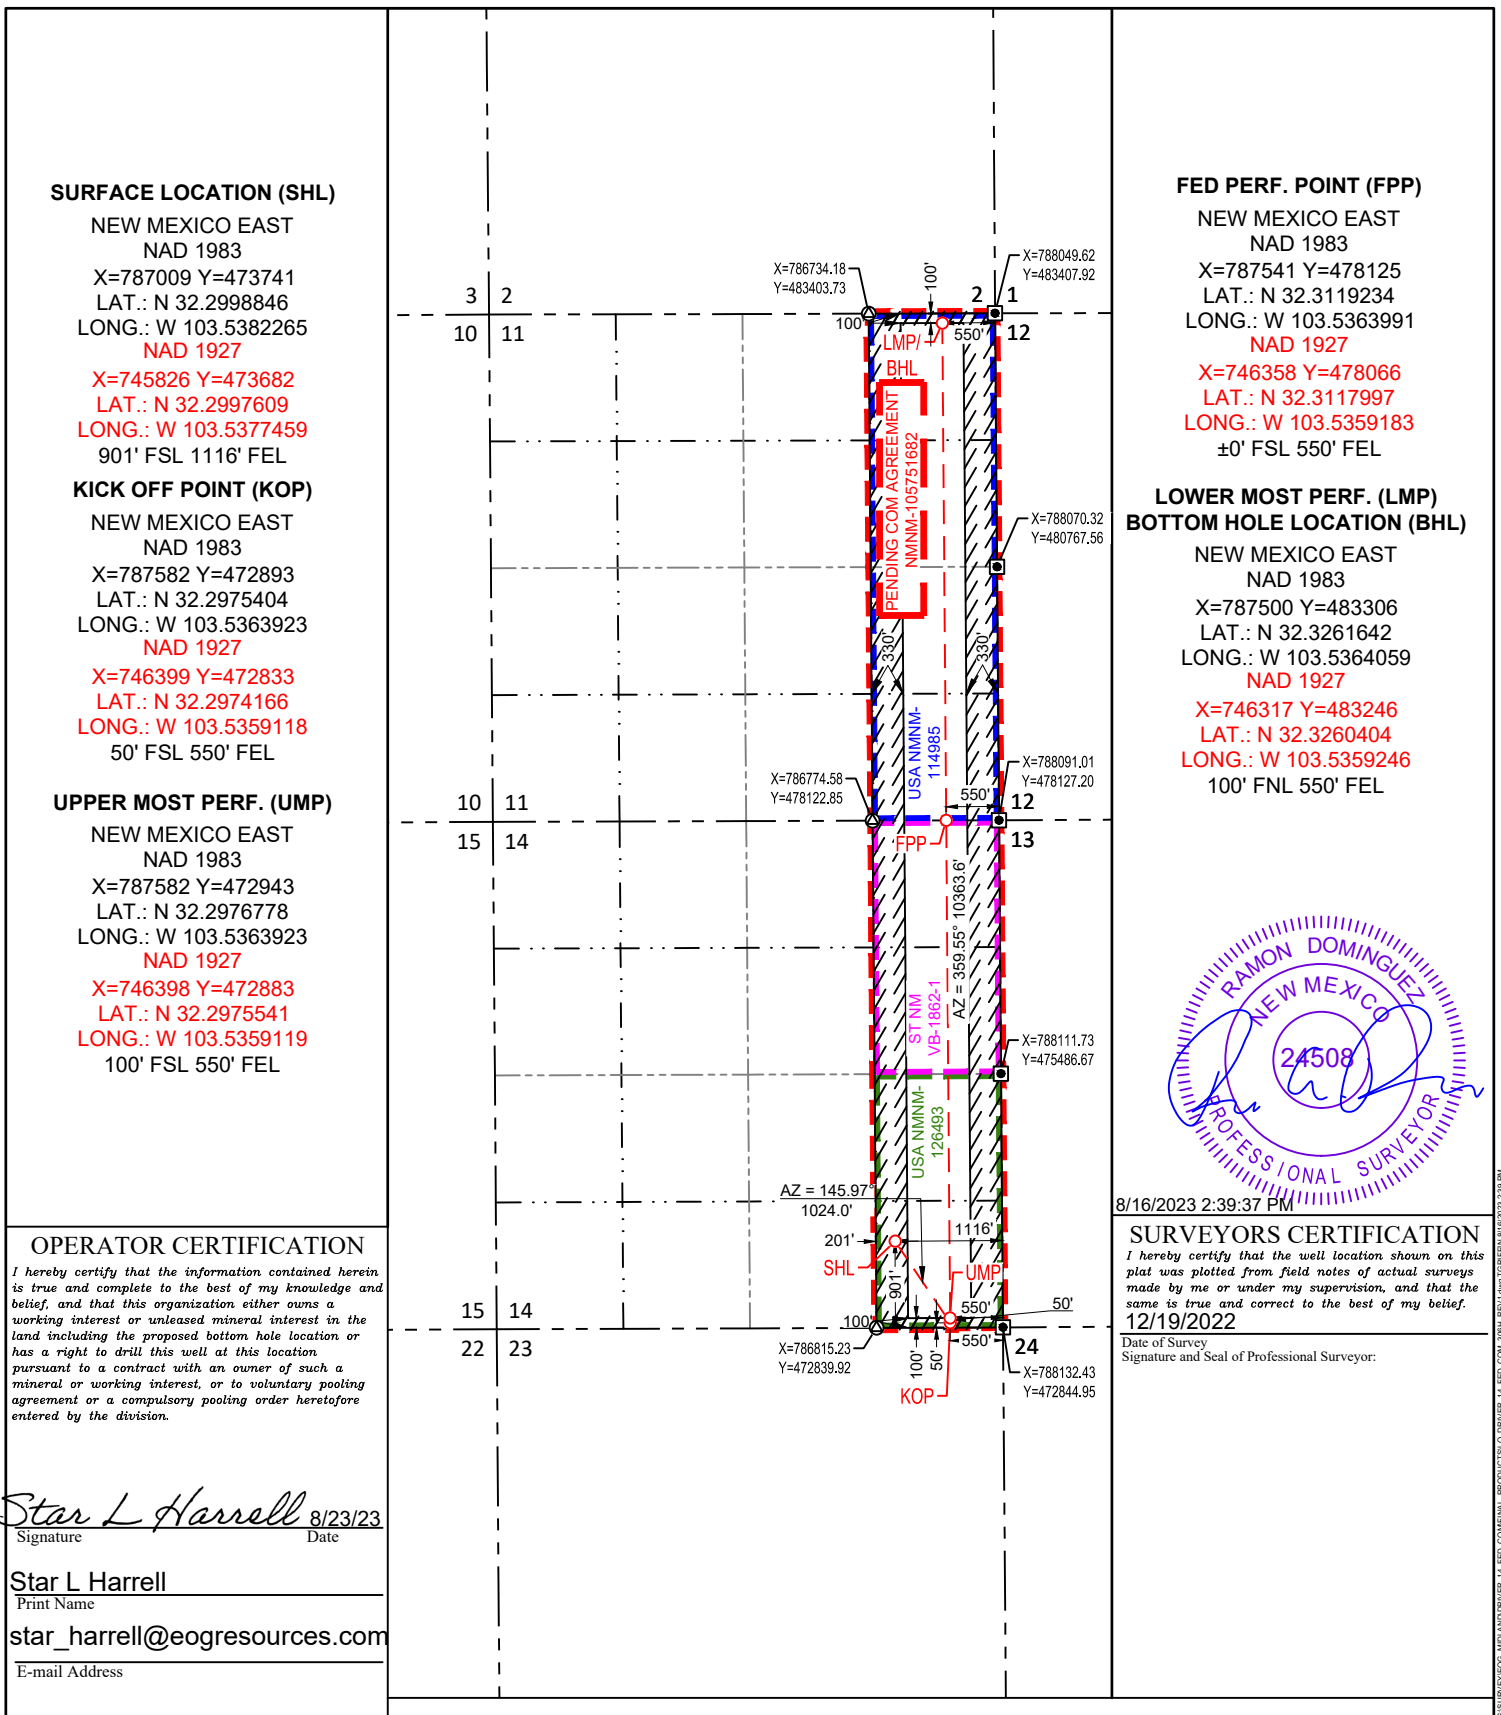 SURFACE LOCATION (SHL)
NEW MEXICO EAST
NAD 1983
X=787009 Y=473741
LAT.: N 32.2998846
LONG.: W 103.5382265
NAD 1927
X=745826 Y=473682
LAT.: N 32.2997609
LONG.: W 103.5377459
901' FSL 1116' FEL
KICK OFF POINT (KOP)
NEW MEXICO EAST
NAD 1983
X=787582 Y=472893
LAT.: N 32.2975404
LONG.: W 103.5363923
NAD 1927
X=746399 Y=472833
LAT.: N 32.2974166
LONG.: W 103.5359118
50' FSL 550' FEL
UPPER MOST PERF. (UMP)
NEW MEXICO EAST
NAD 1983
X=787582 Y=472943
LAT.: N 32.2976778
LONG.: W 103.5363923
NAD 1927
X=746398 Y=472883
LAT.: N 32.2975541
LONG.: W 103.5359119
100' FSL 550' FEL
OPERATOR CERTIFICATION
I hereby certify that the information contained herein
is true and complete to the best of my knowledge and
belief, and that this organization either owns a
working interest or unleased mineral interest in the
land including the proposed bottom hole location or
has a right to drill this well at this location
pursuant to a contract with an owner of such a
mineral or working interest, or to voluntary pooling
agreement or a compulsory pooling order heretofore
entered by the division.
Star L Harrell 8/23/23
Signature Date
Star L Harrell
Print Name
star_harrell@eogresources.com
E-mail Address
X=786734.18
Y=483403.73
100'
X=788049.62
Y=483407.92
3 2
2 1
10 11
12
100'
550'
LMP/
BHL
PENDING COM AGREEMENT
NMNM-105751682
X=788070.32
Y=480767.56
330'
330'
USA NMNM-
114985
X=786774.58
Y=478122.85
X=788091.01
Y=478127.20
550'
10 11
12
15 14
13
FPP
AZ = 359.55° 10363.6'
ST NM
VB-1862-1
X=788111.73
Y=475486.67
USA NMNM-
126493
AZ = 145.97°
1024.0'
201'
1116'
SHL
901'
UMP
550'
50'
100'
15 14
22 23
24
550'
100'
50'
X=786815.23
Y=472839.92
X=788132.43
Y=472844.95
KOP
FED PERF. POINT (FPP)
NEW MEXICO EAST
NAD 1983
X=787541 Y=478125
LAT.: N 32.3119234
LONG.: W 103.5363991
NAD 1927
X=746358 Y=478066
LAT.: N 32.3117997
LONG.: W 103.5359183
±0' FSL 550' FEL
LOWER MOST PERF. (LMP)
BOTTOM HOLE LOCATION (BHL)
NEW MEXICO EAST
NAD 1983
X=787500 Y=483306
LAT.: N 32.3261642
LONG.: W 103.5364059
NAD 1927
X=746317 Y=483246
LAT.: N 32.3260404
LONG.: W 103.5359246
100' FNL 550' FEL
RAMON DOMINGUEZ
NEW MEXICO
24508
PROFESSIONAL SURVEYOR
8/16/2023 2:39:37 PM
SURVEYORS CERTIFICATION
I hereby certify that the well location shown on this
plat was plotted from field notes of actual surveys
made by me or under my supervision, and that the
same is true and correct to the best of my belief.
12/19/2022
Date of Survey
Signature and Seal of Professional Surveyor: